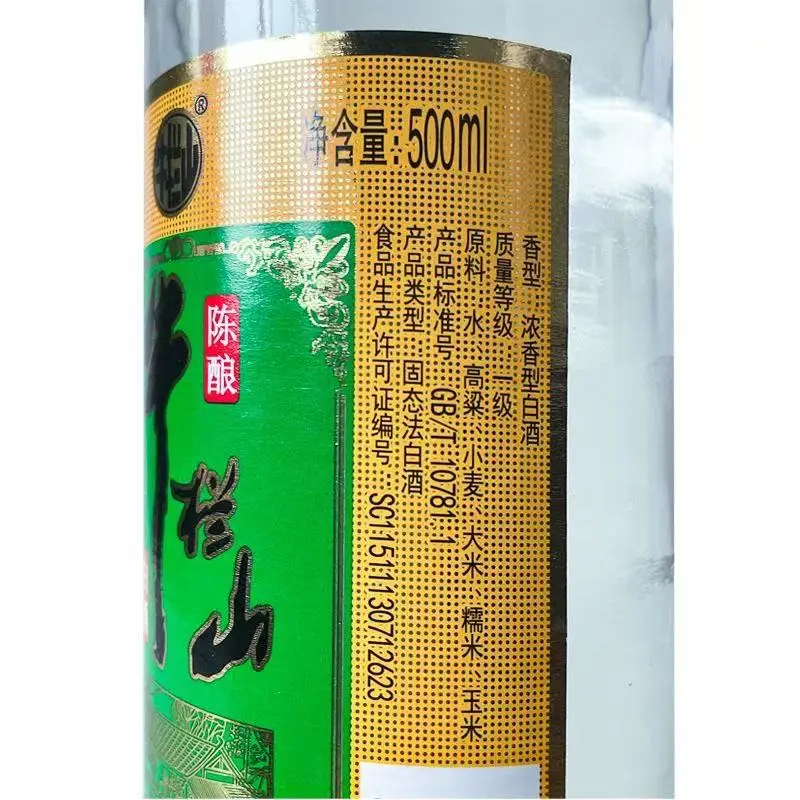 净含量:500ml
香型:浓香型白酒
质量等级:一级
原料:水、高粱、小麦、大米、糯米、玉米
产品标准号:GB/T 10781.1
产品类型:固态法白酒
食品生产许可证编号:SC11511130712623
®
陈酿
牛栏山